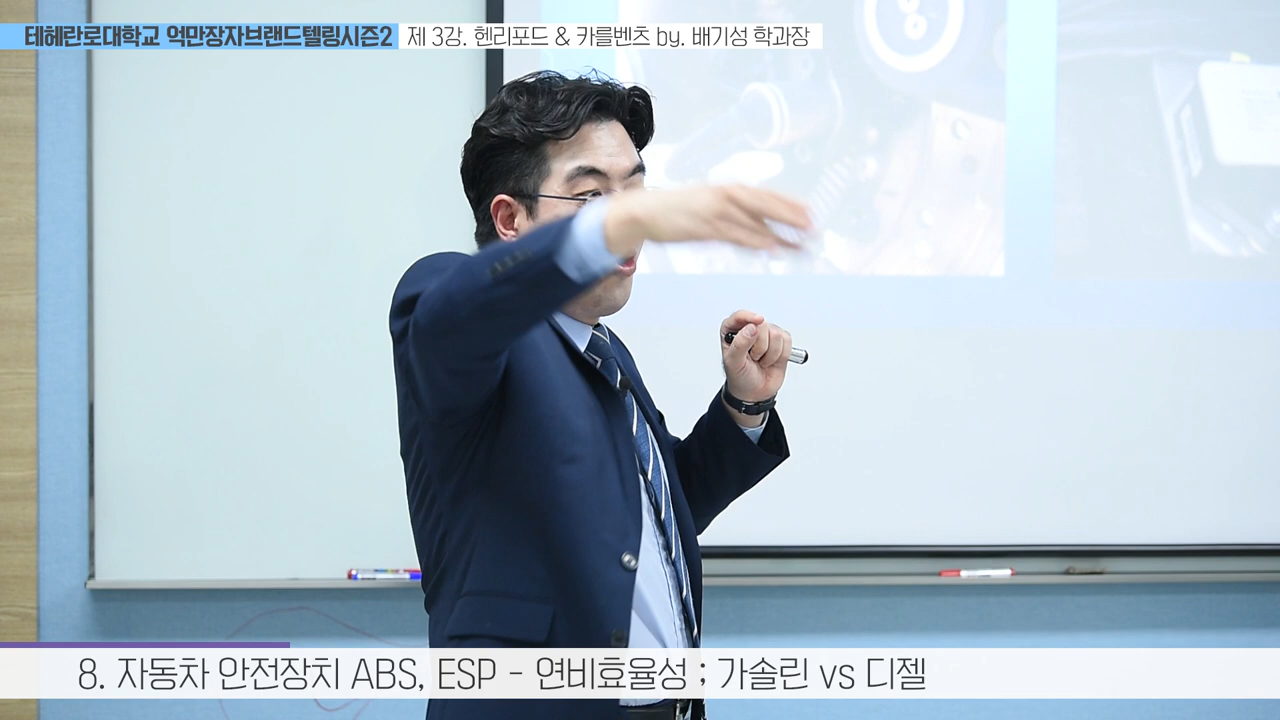 테헤란로대학교 억만장자브랜드텔링시즌2 제 3강. 헨리포드 & 카를벤츠 by. 배기성 학과장
8. 자동차 안전장치 ABS, ESP - 연비효율성 ; 가솔린 vs 디젤